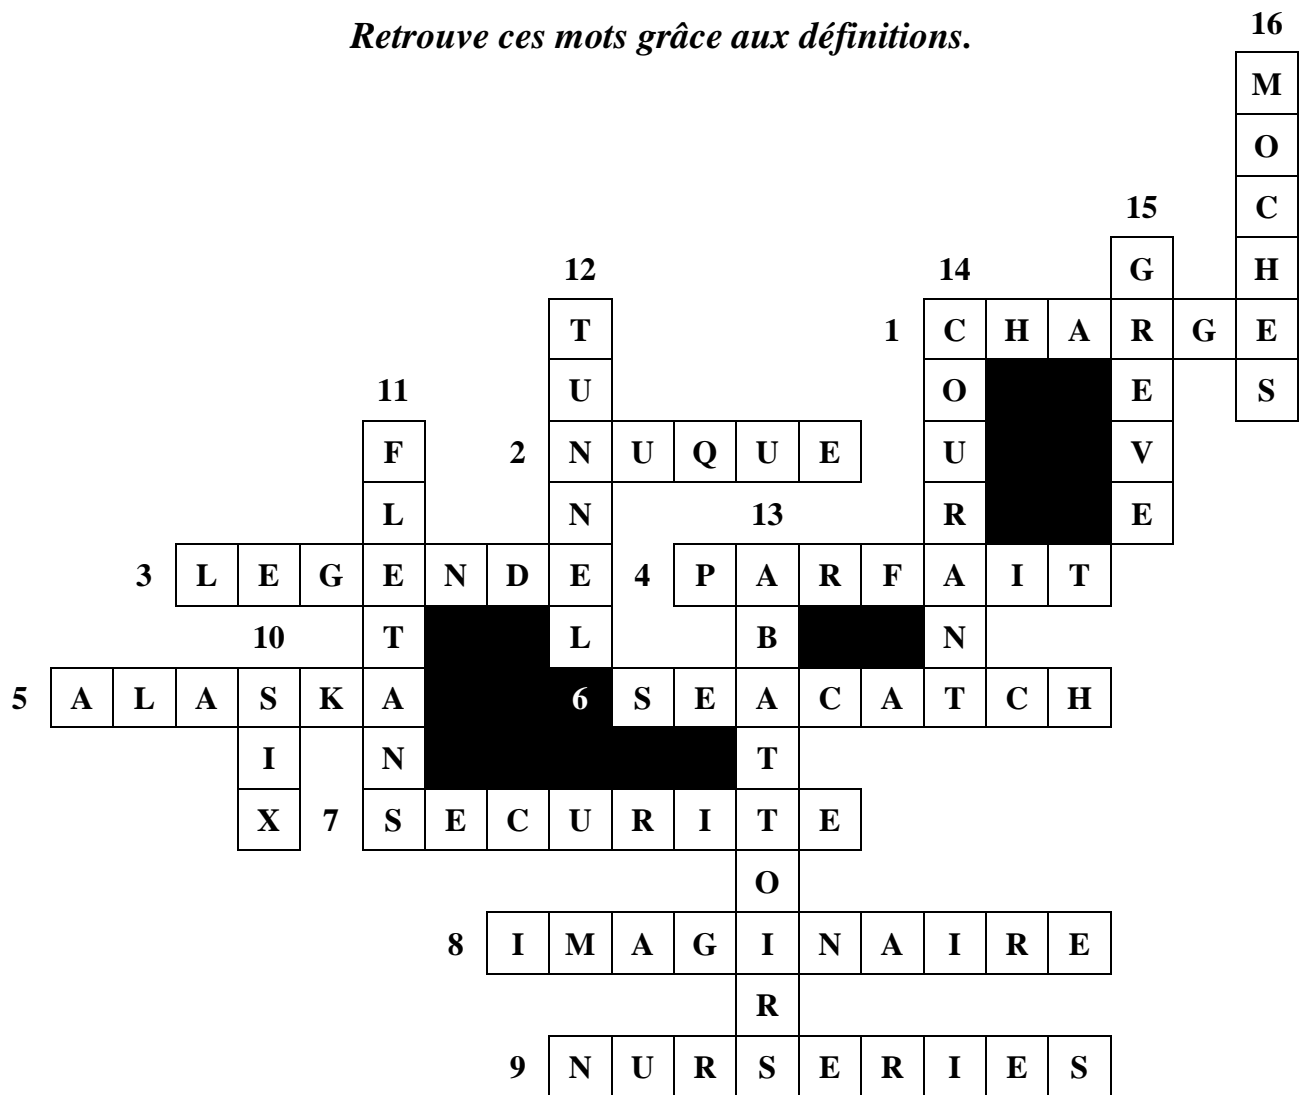 Retrouve ces mots grâce aux définitions.
16
M
O
15 C
12 14 G H
T 1 C H A R G E
11 U O E S
F 2 N U Q U E U V
L N 13 R E
3 L E G E N D E 4 P A R F A I T
10 T L B N
5 A L A S K A 6 S E A C A T C H
I N T
X 7 S E C U R I T E
O
8 I M A G I N A I R E
R
9 N U R S E R I E S